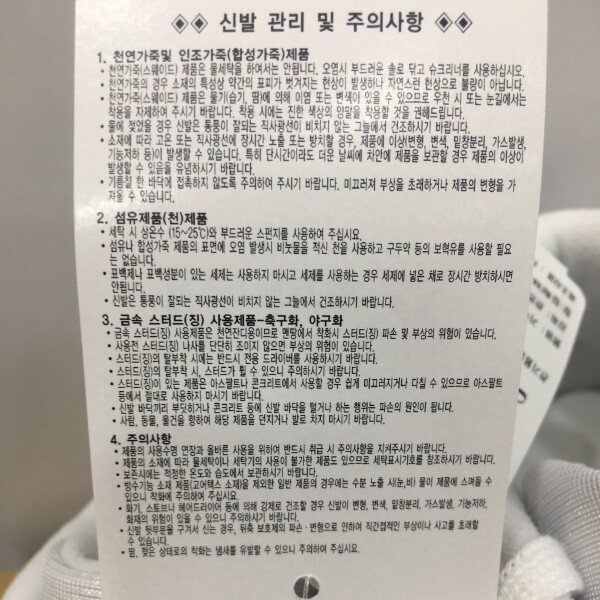 ◈◈ 신발 관리 및 주의사항 ◈◈
1. 천연가죽및 인조가죽(합성가죽)제품
• 천연가죽(스웨이드) 제품은 물세탁을 하여서는 안됩니다. 오염시 부드러운 솔로 닦고 슈크리너를 사용하십시오.
• 천연가죽의 경우 소재의 특성상 약간의 표피가 벗겨지는 현상이 발생하나 자연스런 현상으로 불량이 아닙니다.
• 천연가죽(스웨이드) 제품은 물기(습기, 땀)에 의해 이염 또는 변색이 있을 수 있으므로 우천 시 또는 눈길에서는
착용을 자제하여 주시기 바랍니다. 착용 시에는 진한 색상의 양말을 착용할 것을 권해드립니다.
• 물에 젖었을 경우 신발은 통풍이 잘되는 직사광선이 비치지 않는 그늘에서 건조하시기 바랍니다.
• 소재에 따라 고온 또는 직사광선에 장시간 노출 또는 방치할 경우, 제품에 이상(변형, 변색, 밑창분리, 가스발생,
기능저하 등)이 발생할 수 있습니다. 특히 단시간이라도 더운 날씨에 차안에 제품을 보관할 경우 제품의 이상이
발생할 수 있음을 유념하시기 바랍니다.
• 기름칠 한 바닥에 접촉하지 않도록 주의하여 주시기 바랍니다. 미끄러져 부상을 초래하거나 제품의 변형을 가
져올 수 있습니다.
2. 섬유제품(천)제품
• 세탁 시 상온수 (15~25℃)와 부드러운 스펀지를 사용하여 주십시요.
• 섬유나 합성가죽 제품의 표면에 오염 발생시 비눗물을 적신 천을 사용하고 구두약 등의 보혁유를 사용할 필요
는 없습니다.
• 표백제나 표백성분이 있는 세제는 사용하지 마시고 세제를 사용하는 경우 세제에 넣은 채로 장시간 방치하시면
안됩니다.
• 신발은 통풍이 잘되는 직사광선이 비치지 않는 그늘에서 건조하시기 바랍니다.
3. 금속 스터드(징) 사용제품-축구화, 야구화
• 금속 스터드(징) 사용제품은 천연잔디용이므로 맨땅에서 착화시 스터드(징) 파손 및 부상의 위험이 있습니다.
• 사용전 스터드(징) 나사를 단단히 조이지 않으면 부상의 위험이 있습니다.
• 스터드(징)의 탈부착 시에는 반드시 전용 드라이버를 사용하시기 바랍니다.
• 스터드(징)의 탈부착 시, 스터드가 튈 수 있으니 주의하시기 바랍니다.
• 스터드(징)이 있는 제품은 아스팔트나 콘크리트에서 사용할 경우 쉽게 미끄러지거나 다칠 수 있으므로 아스팔트
등에서 절대로 사용하지 마시기 바랍니다.
• 신발 바닥끼리 부딪히거나 콘크리트 등에 신발 바닥을 털거나 하는 행위는 파손의 원인이 됩니다.
• 사람, 동물, 물건을 향하여 해당 제품을 던지거나 발로 차지 마시기 바랍니다.
4. 주의사항
• 제품의 사용수명 연장과 올바른 사용을 위하여 반드시 취급 시 주의사항을 지켜주시기 바랍니다.
• 제품의 소재에 따라 물세탁이나 세탁기의 사용이 불가한 제품도 있으므로 세탁표시기호를 참조하시기 바랍니다.
• 보존시에는 적정한 온도와 습도에서 보관하시기 바랍니다.
• 방수기능 소재 제품(고어텍스 소재)을 제외한 일반 제품의 경우에는 수분 노출 시(눈,비) 물이 제품에 스며들 수
있으니 착화에 주의하여 주십시요.
• 화기, 스토브나 헤어드라이어 등에 의해 강제로 건조할 경우 신발이 변형, 변색, 밑창분리, 가스발생, 기능저하,
화재의 위험이 있을 수 있으니 주의하시기 바랍니다.
• 신발 뒷부분을 구겨서 신는 경우, 뒤축 보호제의 파손·변형으로 인하여 직간접적인 부상이나 사고를 초래할
수 있습니다.
• 땀, 젖은 상태로의 착화는 냄새를 유발할 수 있으니 주의하여 주십시요.